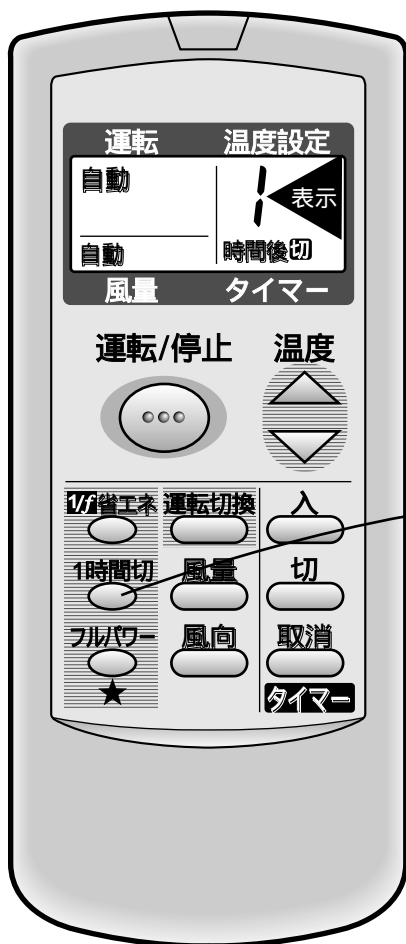 運転 温度設定
自動 1 表示
自動 時間後切
風量 タイマー
運転/停止 温度
1/f 省エネ 運転切換 入
1時間切 風量 切
フルパワー 風向 取消
★ タイマー